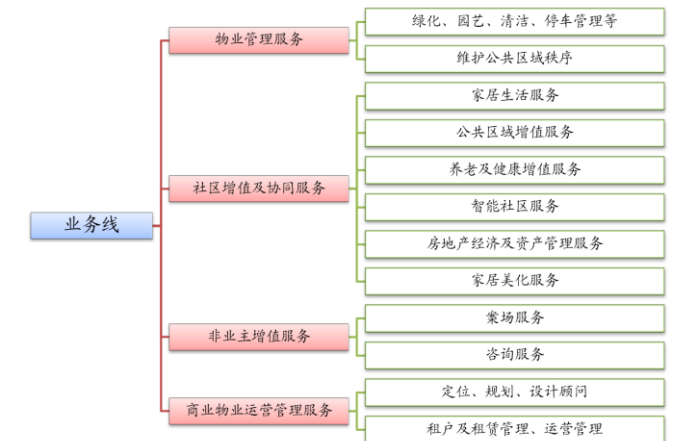 业务线
物业管理服务
绿化、园艺、清洁、停车管理等
维护公共区域秩序
社区增值及协同服务
家居生活服务
公共区域增值服务
养老及健康增值服务
智能社区服务
房地产经济及资产管理服务
家居美化服务
非业主增值服务
案场服务
咨询服务
商业物业运营管理服务
定位、规划、设计顾问
租户及租赁管理、运营管理